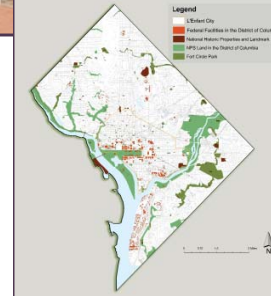 Legend
L'Enfant City
Federal Facilities in the District of Colum
National Historic Properties and Landmark
NPS Land in the District of Columbia
Fort Circle Park
N